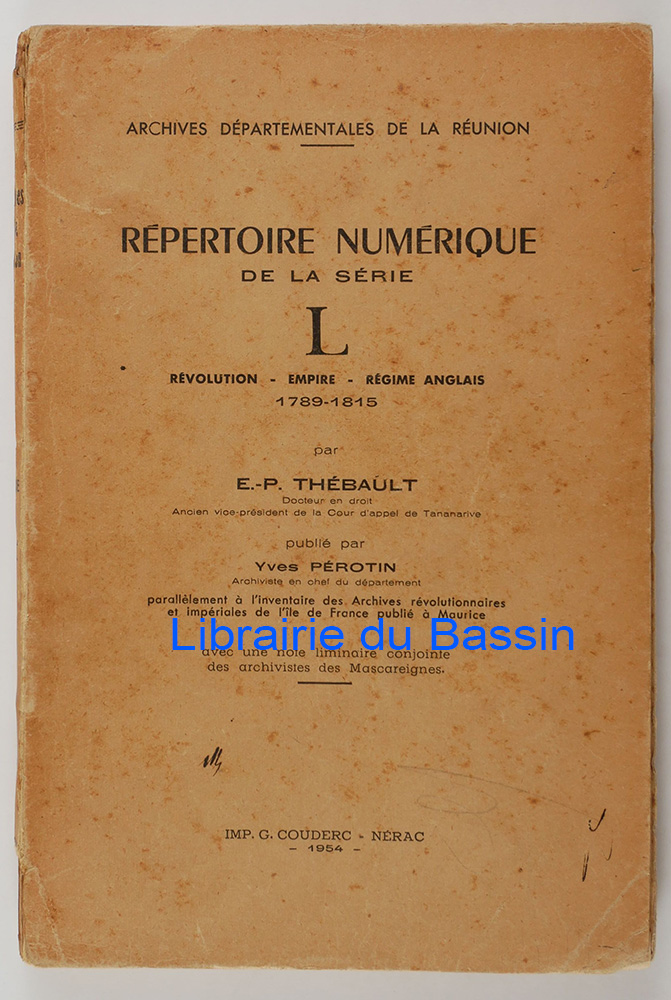 ARCHIVES DÉPARTEMENTALES DE LA RÉUNION
RÉPERTOIRE NUMÉRIQUE
DE LA SÉRIE
L
RÉVOLUTION - EMPIRE - RÉGIME ANGLAIS
1789-1815
par
E.-P. THÉBAULT
Docteur en droit
Ancien vice-président de la Cour d'appel de Tananarive
publié par
Yves PÉROTIN
Archiviste en chef du département
parallèlement à l'inventaire des Archives révolutionnaires
et impériales de l'île de France publié à Maurice
Librairie du Bassin
avec une note liminaire conjointe
des archivistes des Mascareignes.
IMP. G. COUDERC - NÉRAC
- 1954 -